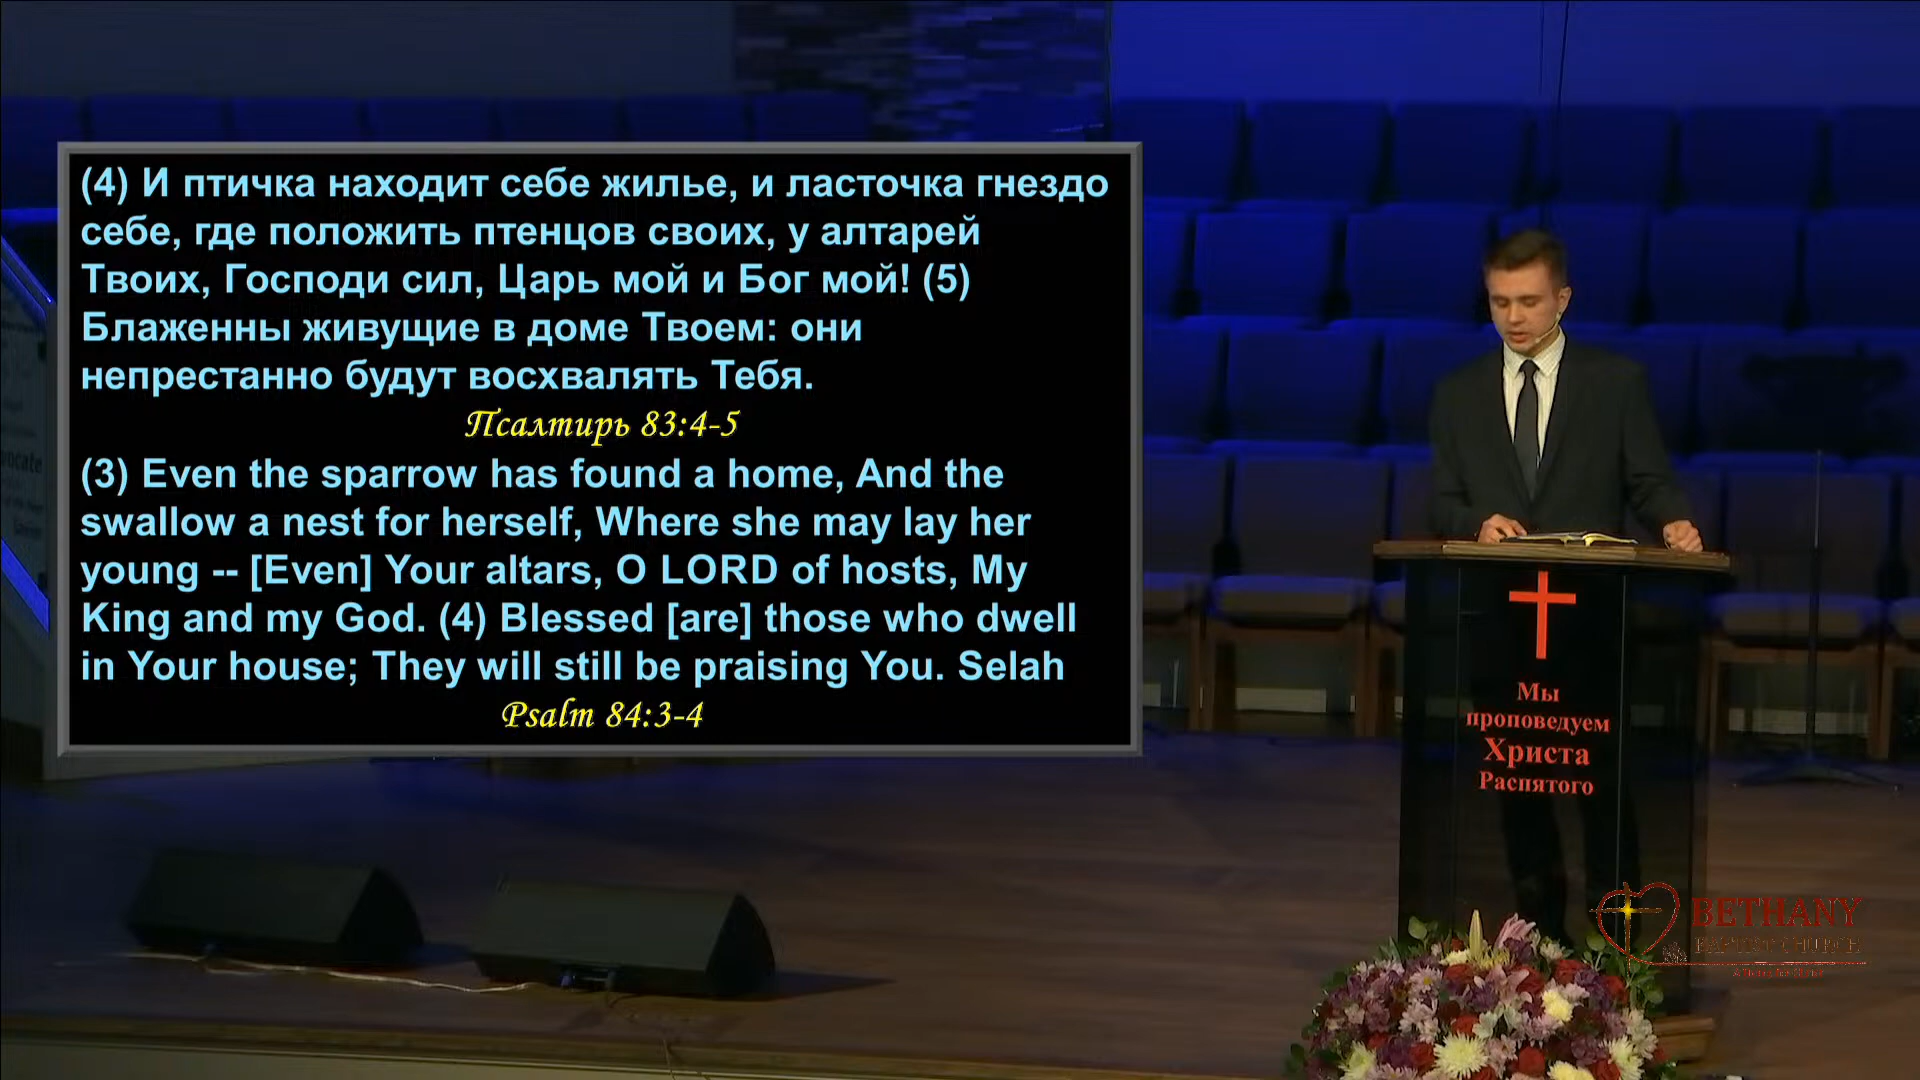 (4) И птичка находит себе жилье, и ласточка гнездо
себе, где положить птенцов своих, у алтарей
Твоих, Господи сил, Царь мой и Бог мой! (5)
Блаженны живущие в доме Твоем: они
непрестанно будут восхвалять Тебя.
Псалтирь 83:4-5
(3) Even the sparrow has found a home, And the
swallow a nest for herself, Where she may lay her
young -- [Even] Your altars, O LORD of hosts, My
King and my God. (4) Blessed [are] those who dwell
in Your house; They will still be praising You. Selah
Psalm 84:3-4
Мы
проповедуем
Христа
Распятого
BETHANY
BAPTIST CHURCH